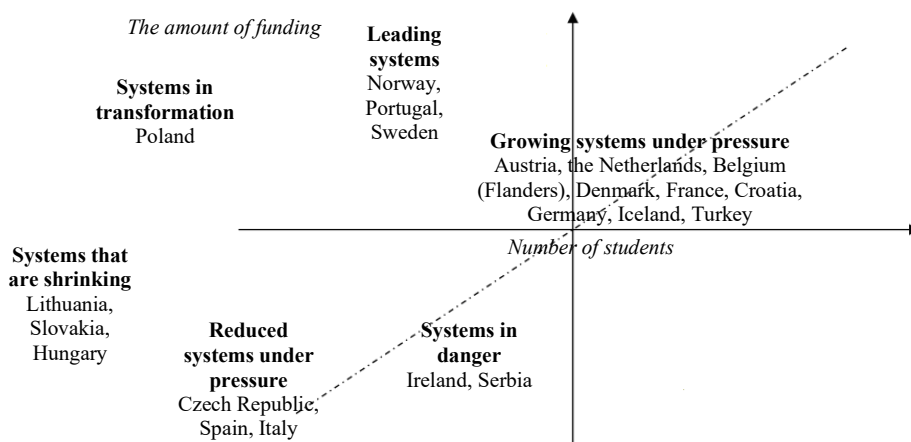 The amount of funding
Leading
systems
Norway,
Portugal,
Sweden
Systems in
transformation
Poland
Growing systems under pressure
Austria, the Netherlands, Belgium
(Flanders), Denmark, France, Croatia,
Germany, Iceland, Turkey
Number of students
Systems that
are shrinking
Lithuania,
Slovakia,
Hungary
Reduced
systems under
pressure
Czech Republic,
Spain, Italy
Systems in
danger
Ireland, Serbia